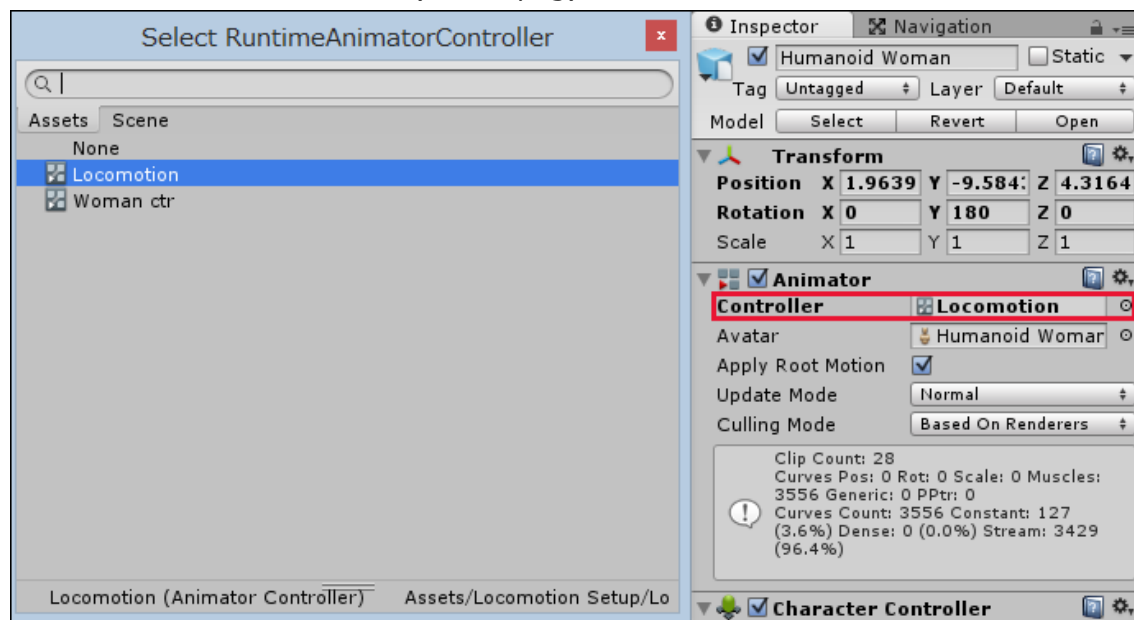 Select RuntimeAnimatorController
x
Assets Scene
None
Locomotion
Woman ctr
Locomotion (Animator Controller) Assets/Locomotion Setup/Lo
Inspector Navigation
Humanoid Woman Static
Tag Untagged Layer Default
Model Select Revert Open
Transform
Position X 1.9639 Y -9.584 Z 4.3164
Rotation X 0 Y 180 Z 0
Scale X 1 Y 1 Z 1
Animator
Controller Locomotion
Avatar Humanoid Womar
Apply Root Motion
Update Mode Normal
Culling Mode Based On Renderers
Clip Count: 28
Curves Pos: 0 Rot: 0 Scale: 0 Muscles:
3556 Generic: 0 PPtr: 0
Curves Count: 3556 Constant: 127
(3.6%) Dense: 0 (0.0%) Stream: 3429
(96.4%)
Character Controller